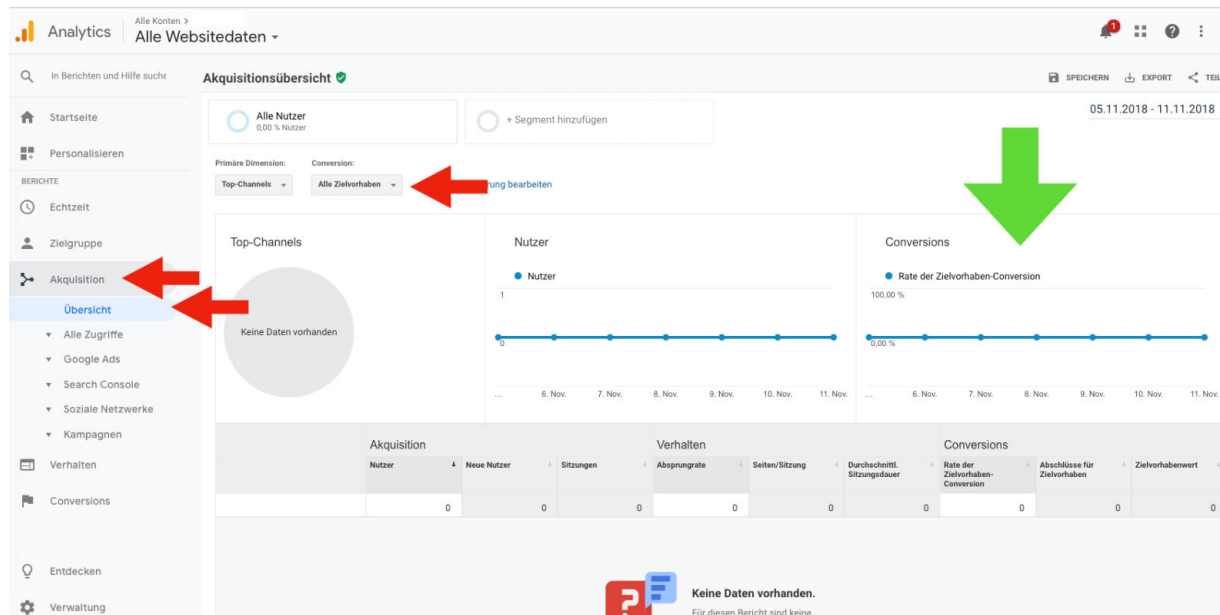 Analytics
Alle Konten >
Alle Websitedaten
1
In Berichten und Hilfe suche
Akquisitionsübersicht
SPEICHERN
EXPORT
TEIL
Startseite
Personalisieren
BERICHTE
Echtzeit
Zielgruppe
Akquisition
Übersicht
Alle Zugriffe
Google Ads
Search Console
Soziale Netzwerke
Kampagnen
Verhalten
Conversions
Entdecken
Verwaltung
Alle Nutzer
0,00 % Nutzer
+ Segment hinzufügen
05.11.2018 - 11.11.2018
Primäre Dimension:
Conversion:
Top-Channels
Alle Zielvorhaben
rung bearbeiten
Top-Channels
Keine Daten vorhanden
Nutzer
Nutzer
1
0
... 6. Nov. 7. Nov. 8. Nov. 9. Nov. 10. Nov. 11. Nov.
Conversions
Rate der Zielvorhaben-Conversion
100,00 %
0,00 %
... 6. Nov. 7. Nov. 8. Nov. 9. Nov. 10. Nov. 11. Nov.
Akquisition Verhalten Conversions
Nutzer
Neue Nutzer
Sitzungen
Absprungrate
Seiten/Sitzung
Durchschnittl.
Sitzungsdauer
Rate der
Zielvorhaben-
Conversion
Abschlüsse für
Zielvorhaben
Zielvorhabenwert
0 0 0 0 0 0 0 0 0
Keine Daten vorhanden.
Für diesen Bericht sind keine